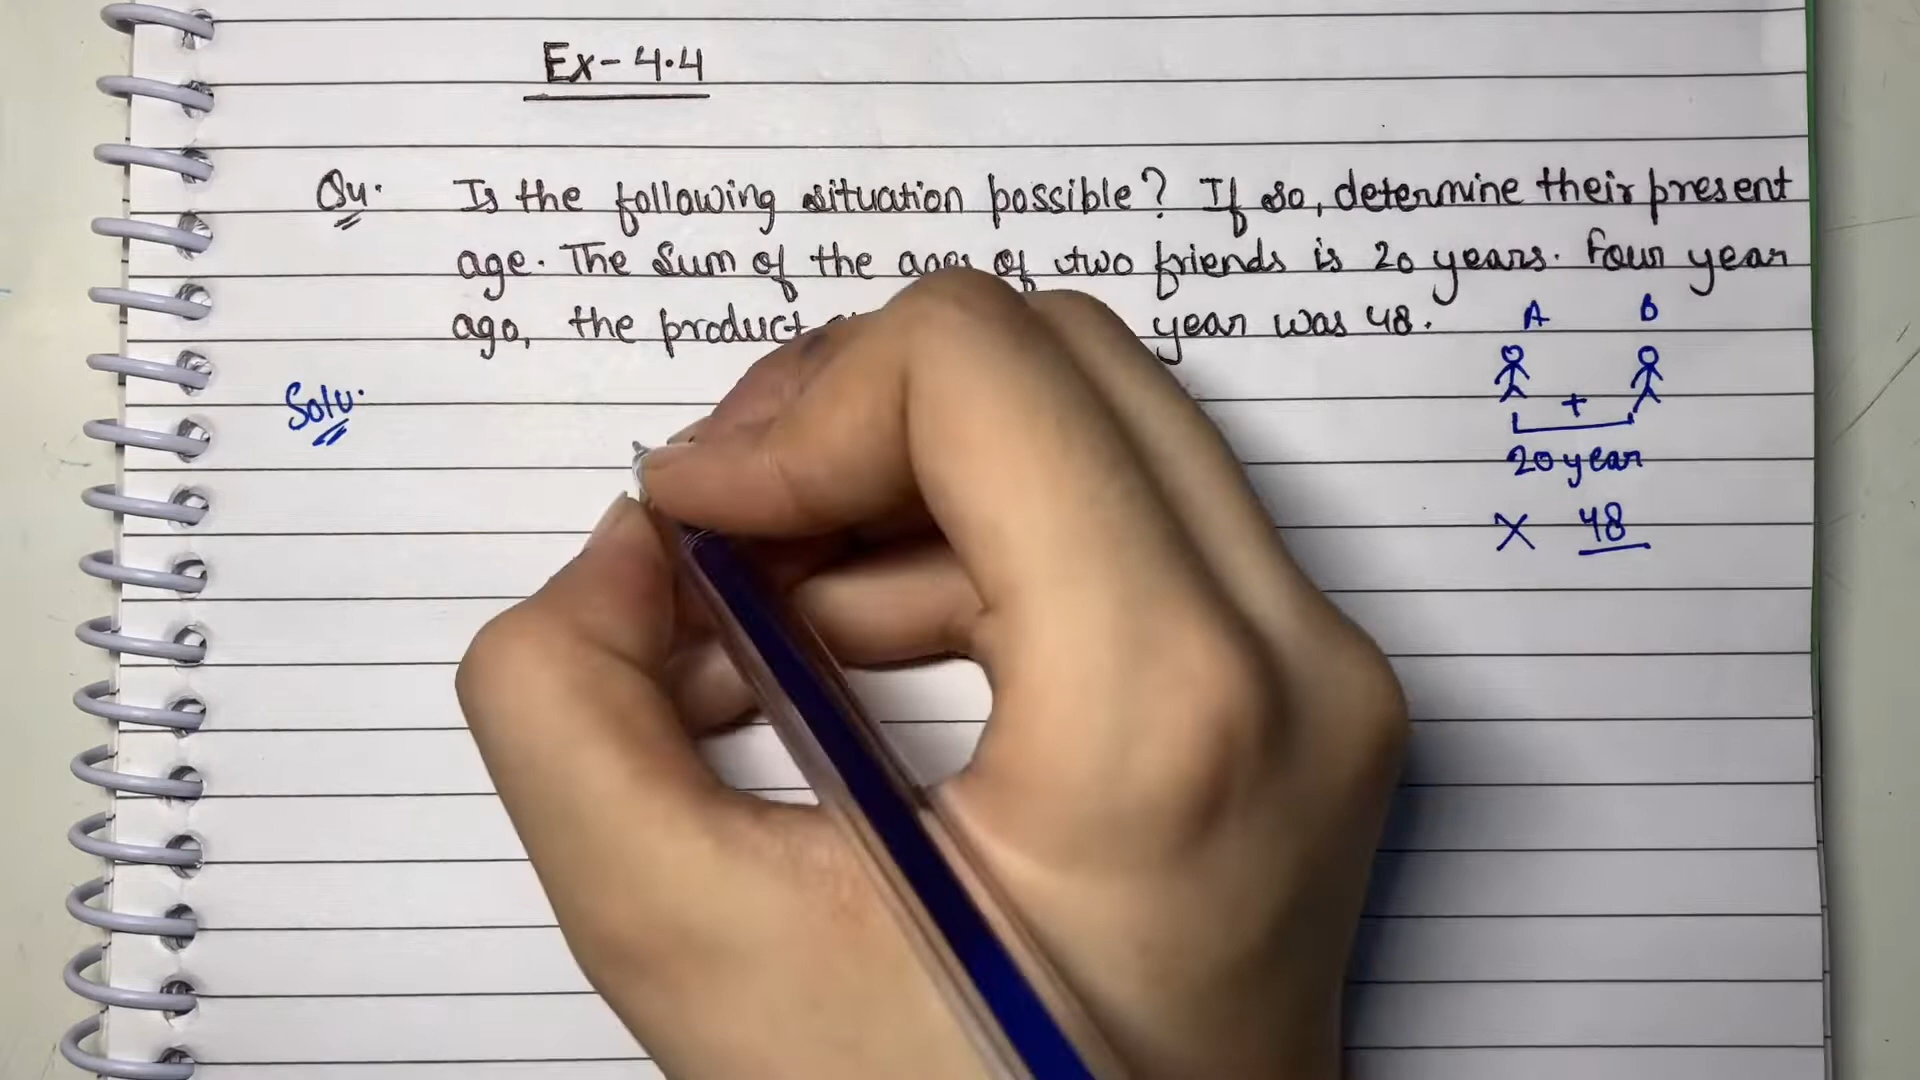 Ex-4.4
Qu. Is the following situation possible? If so, determine their present
age. The Sum of the ages of two friends is 20 years. Four year
ago, the product year was 48.
A B
Solu.
+
20 year
X 48